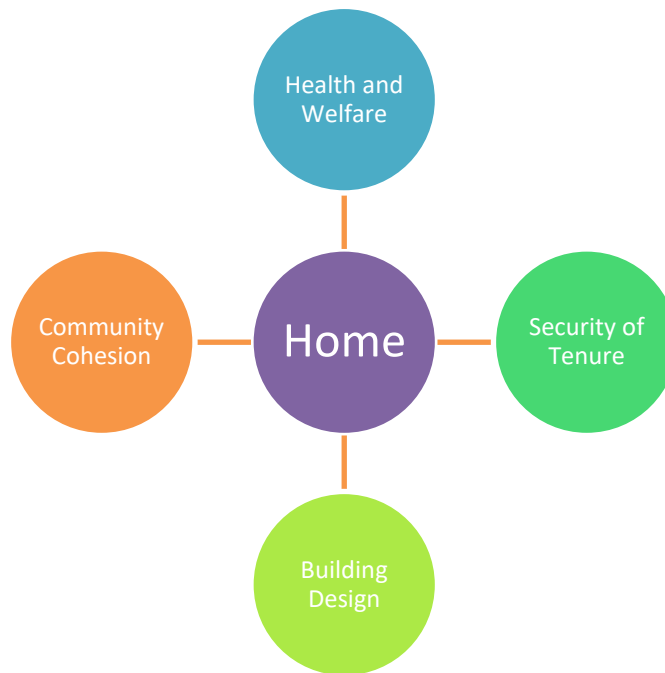 Health and
Welfare
Community
Cohesion
Home
Security of
Tenure
Building
Design